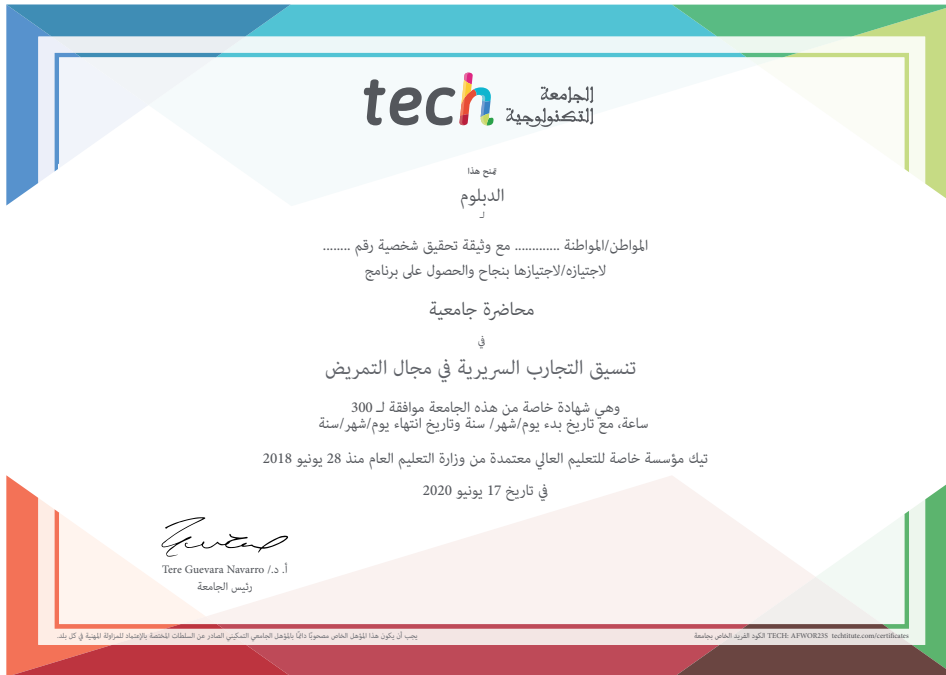 tech الجامعة
التكنولوجية
يمنح هذا
الدبلوم
لـ
المواطن/المواطنة ............ مع وثيقة تحقيق شخصية رقم ........
لاجتيازه/لاجتيازها بنجاح والحصول على برنامج
محاضرة جامعية
في
تنسيق التجارب السريرية في مجال التمريض
وهي شهادة خاصة من هذه الجامعة موافقة لـ 300
ساعة، مع تاريخ بدء يوم/شهر/ سنة وتاريخ انتهاء يوم/شهر/سنة
تيك مؤسسة خاصة للتعليم العالي معتمدة من وزارة التعليم العام منذ 28 يونيو 2018
في تاريخ 17 يونيو 2020
أ. د./ Tere Guevara Navarro
رئيس الجامعة
يجب أن يكون هذا المؤهل الخاص مصحوبًا دائمًا بالمؤهل الجامعي التمكيني الصادر عن السلطات المختصة بالإعتماد للمزاولة المهنية في كل بلد.
الكود الفريد الخاص بجامعة TECH: AFWOR23S techtitute.com/certificates